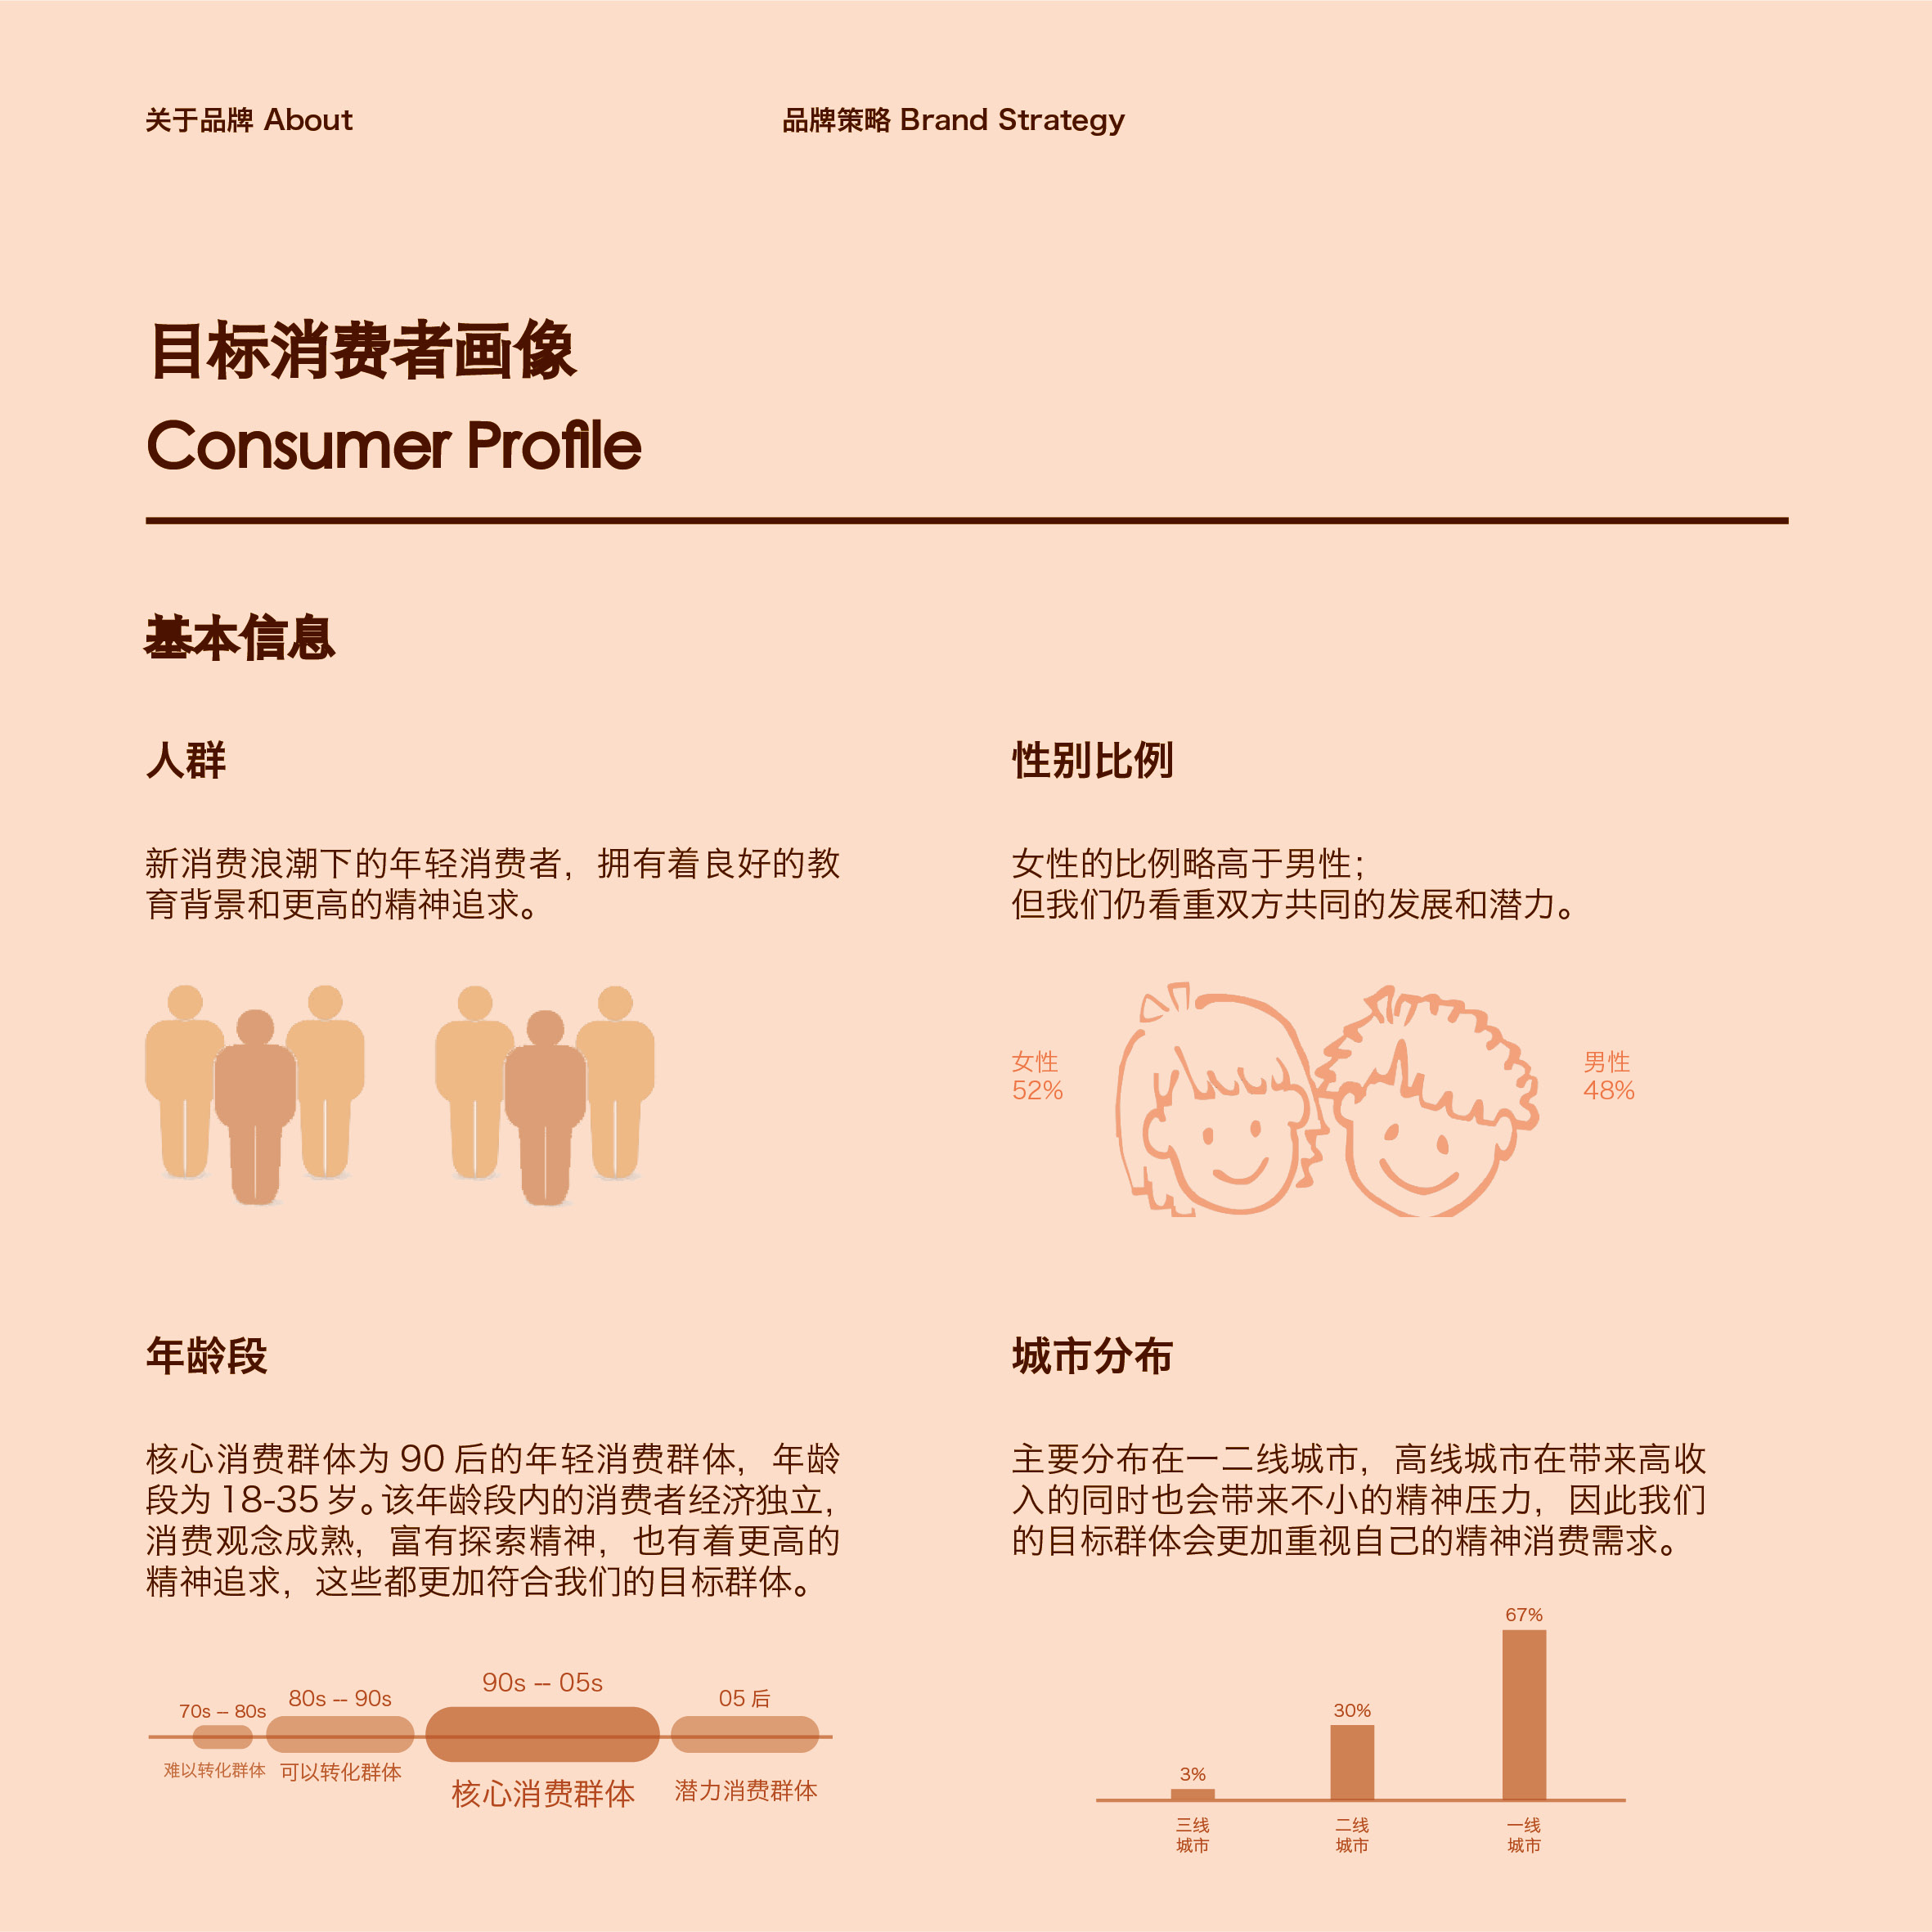 关于品牌 About
品牌策略 Brand Strategy
目标消费者画像
Consumer Profile
基本信息
人群
新消费浪潮下的年轻消费者，拥有着良好的教
育背景和更高的精神追求。
性别比例
女性的比例略高于男性；
但我们仍看重双方共同的发展和潜力。
女性
52%
男性
48%
年龄段
核心消费群体为 90 后的年轻消费群体，年龄
段为 18-35 岁。该年龄段内的消费者经济独立，
消费观念成熟，富有探索精神，也有着更高的
精神追求，这些都更加符合我们的目标群体。
70s -- 80s
80s -- 90s
90s -- 05s
05 后
难以转化群体
可以转化群体
核心消费群体
潜力消费群体
城市分布
主要分布在一二线城市，高线城市在带来高收
入的同时也会带来不小的精神压力，因此我们
的目标群体会更加重视自己的精神消费需求。
3%
30%
67%
三线
城市
二线
城市
一线
城市